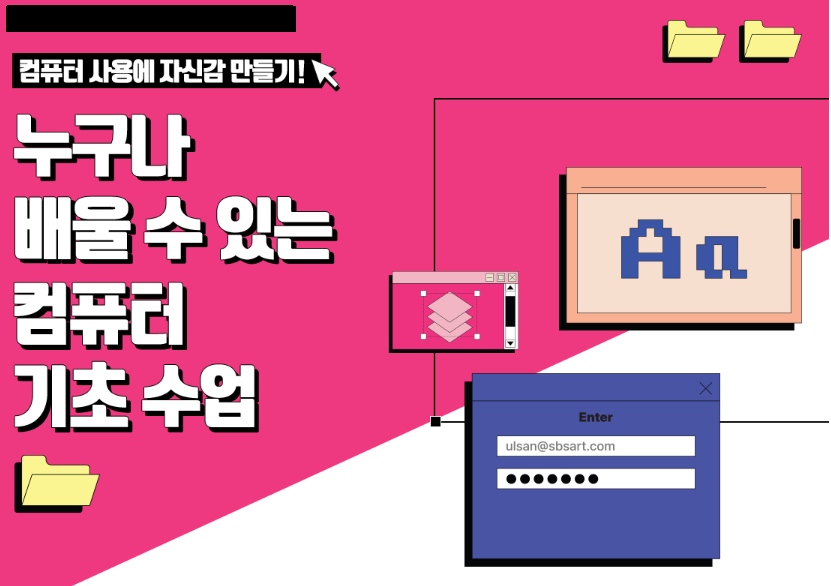 컴퓨터 사용에 자신감 만들기!
누구나
배울 수 있는
컴퓨터
기초 수업
Aa
Enter
ulsan@sbsart.com